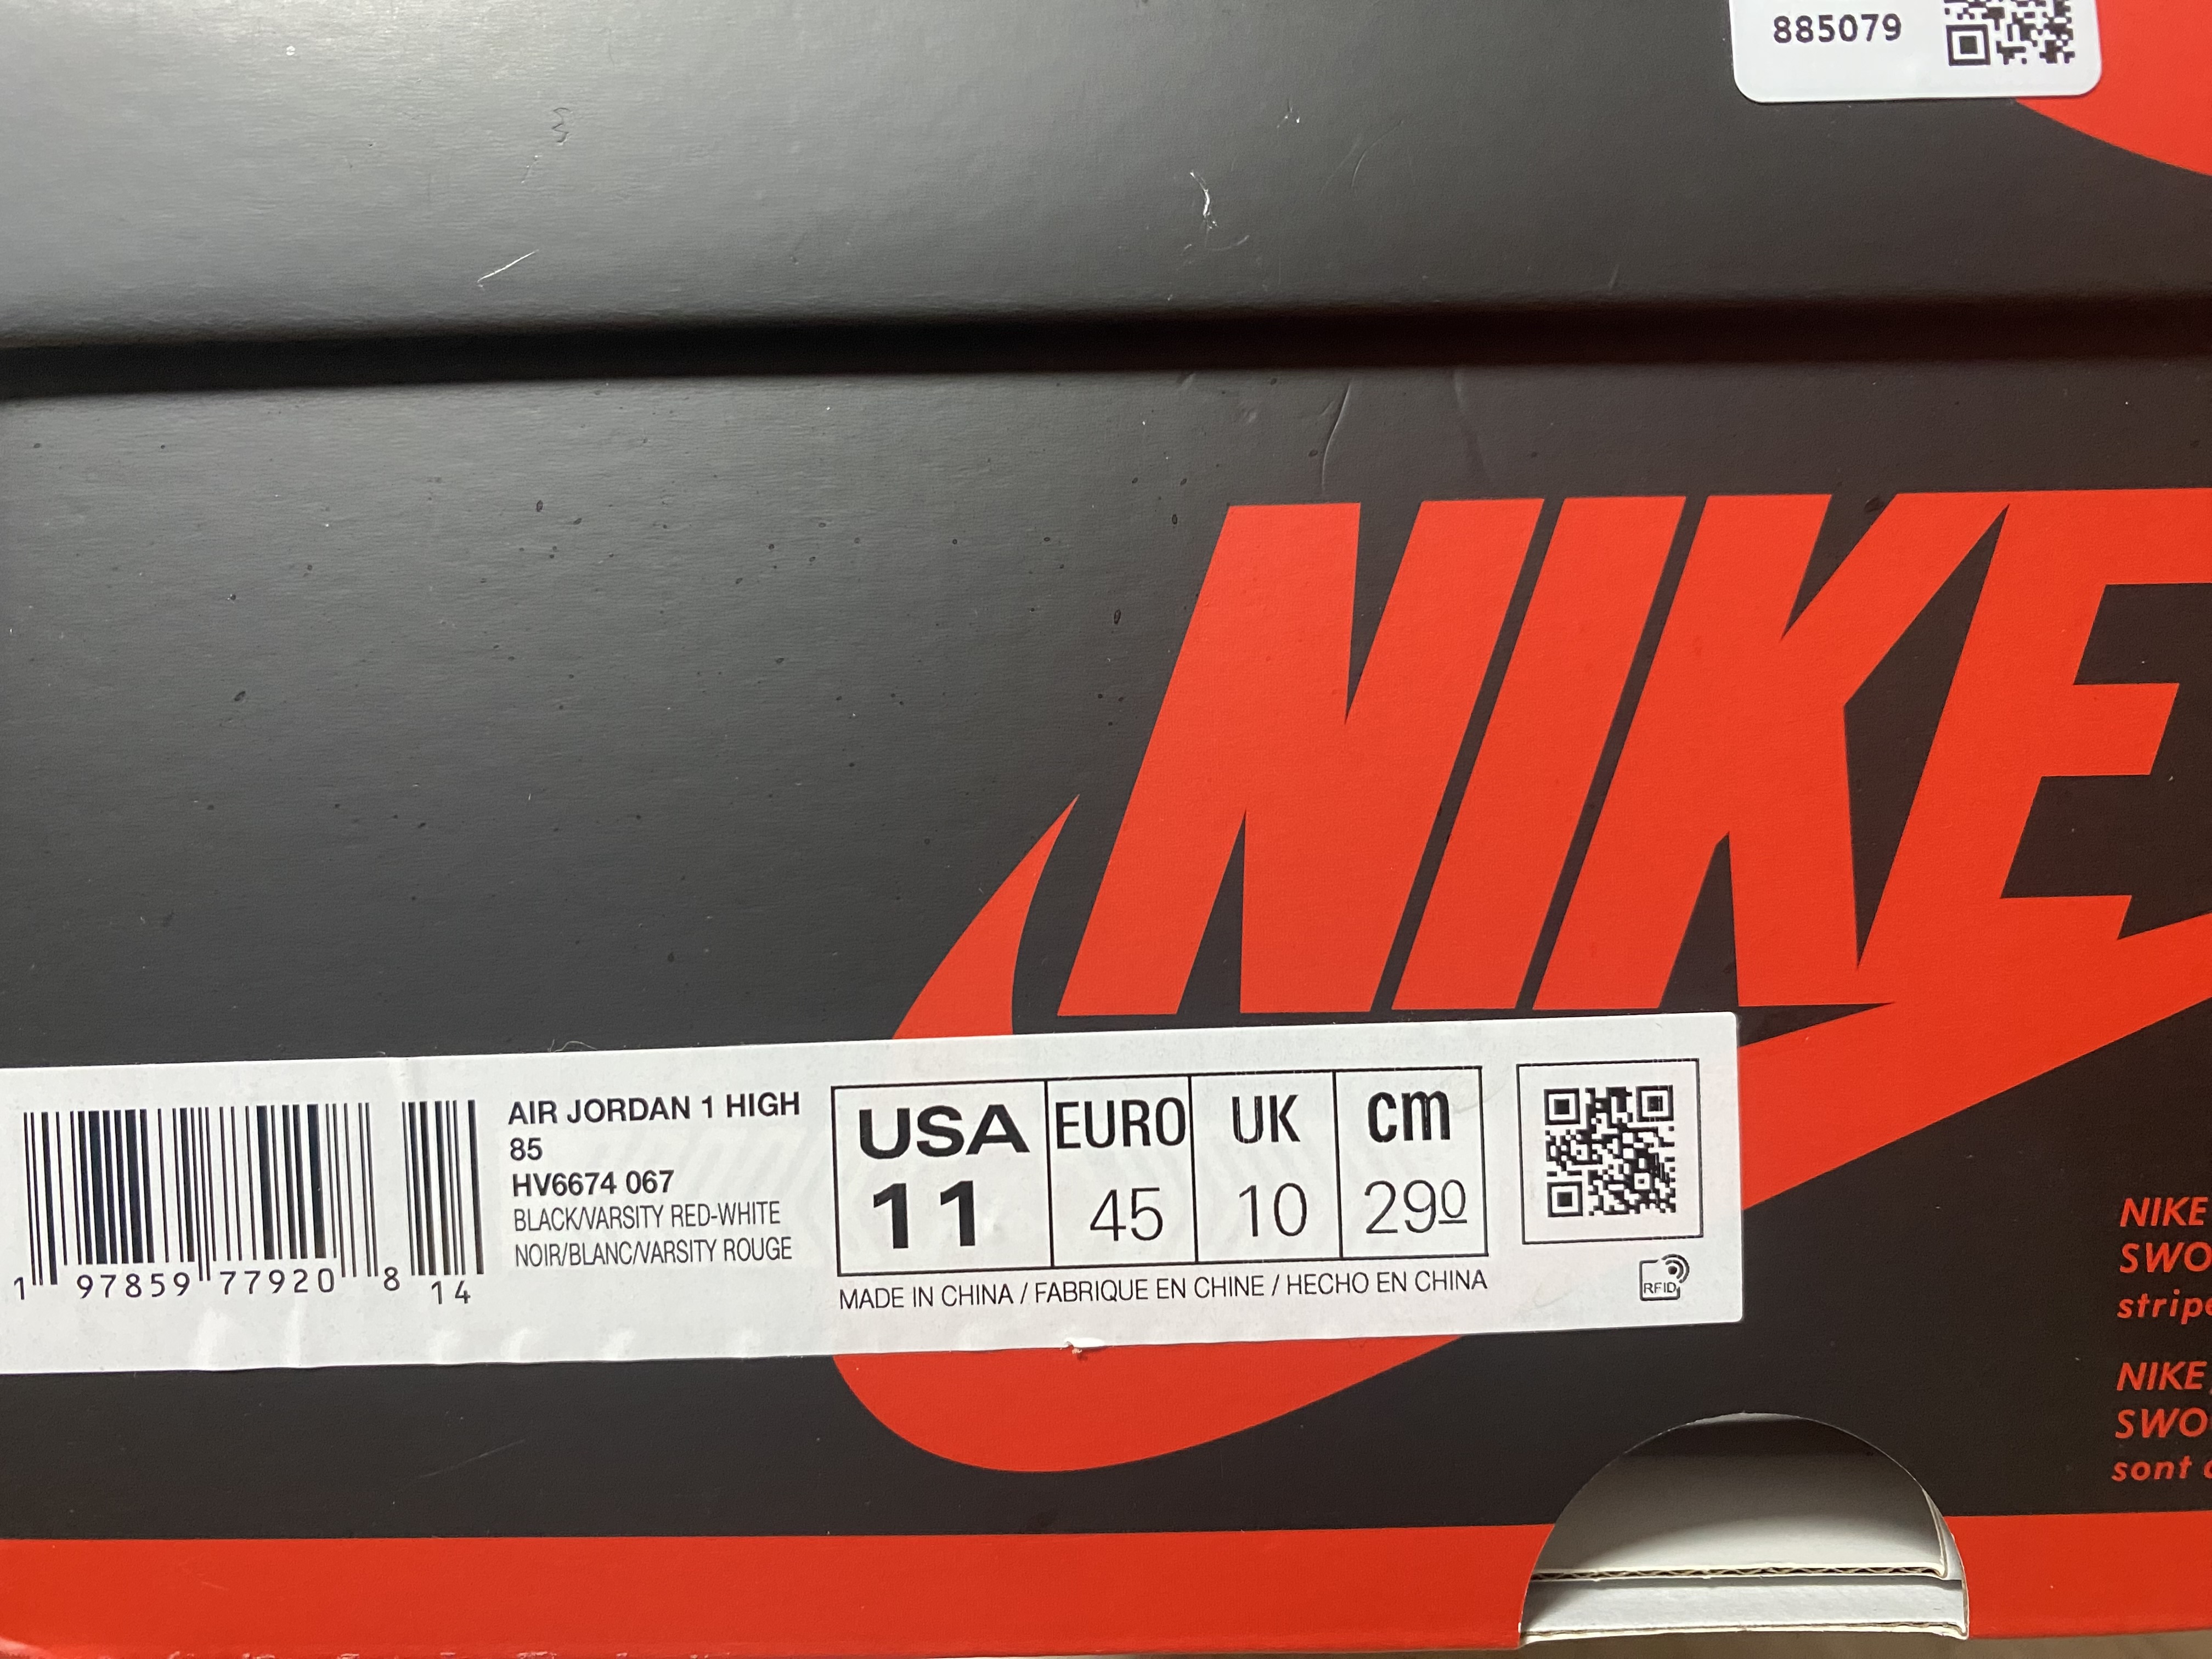 885079
NIKE
AIR JORDAN 1 HIGH
85
HV6674 067
BLACK/VARSITY RED-WHITE
NOIR/BLANC/VARSITY ROUGE
1 97859 77920 8 14
USA EURO UK cm
11 45 10 290
MADE IN CHINA / FABRIQUE EN CHINE / HECHO EN CHINA
RFID
NIKE
SWO
stripe
NIKE
SWO
sont